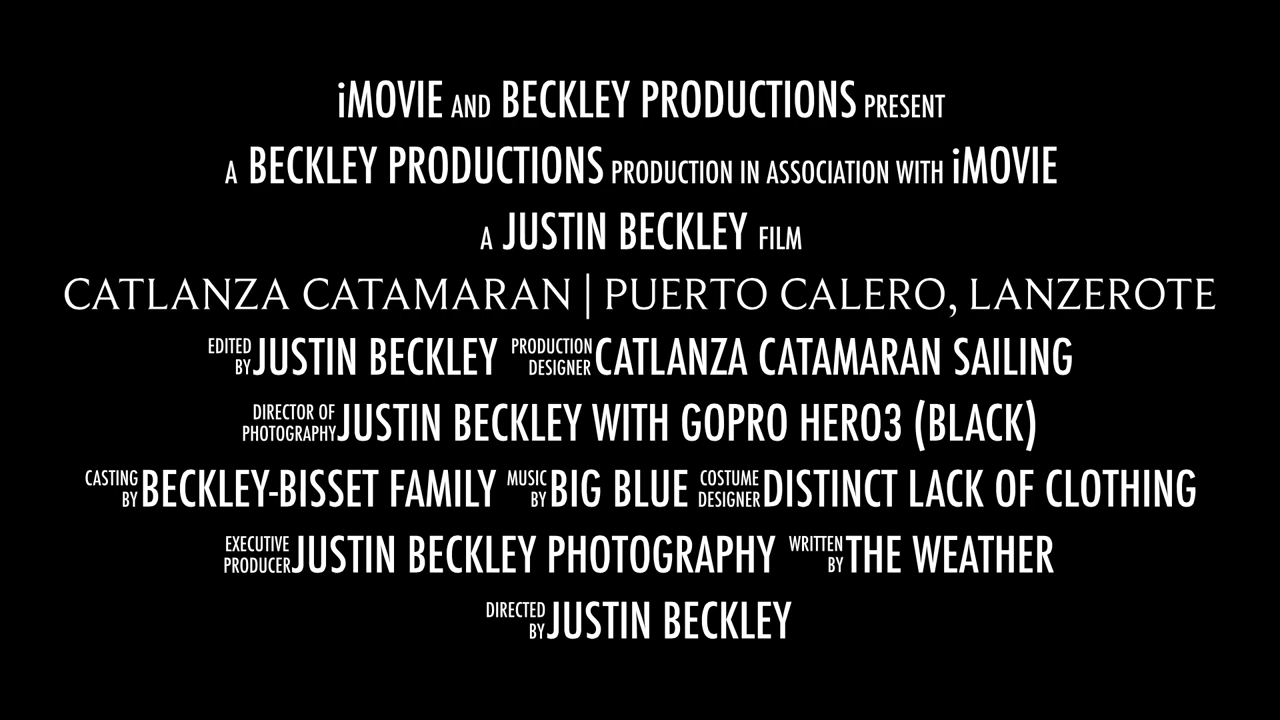 iMOVIE AND BECKLEY PRODUCTIONS PRESENT
A BECKLEY PRODUCTIONS PRODUCTION IN ASSOCIATION WITH iMOVIE
A JUSTIN BECKLEY FILM
CATLANZA CATAMARAN | PUERTO CALERO, LANZEROTE
EDITED BY JUSTIN BECKLEY PRODUCTION DESIGNER CATLANZA CATAMARAN SAILING
DIRECTOR OF PHOTOGRAPHY JUSTIN BECKLEY WITH GOPRO HERO3 (BLACK)
CASTING BY BECKLEY-BISSET FAMILY MUSIC BY BIG BLUE COSTUME DESIGNER DISTINCT LACK OF CLOTHING
EXECUTIVE PRODUCER JUSTIN BECKLEY PHOTOGRAPHY WRITTEN BY THE WEATHER
DIRECTED BY JUSTIN BECKLEY